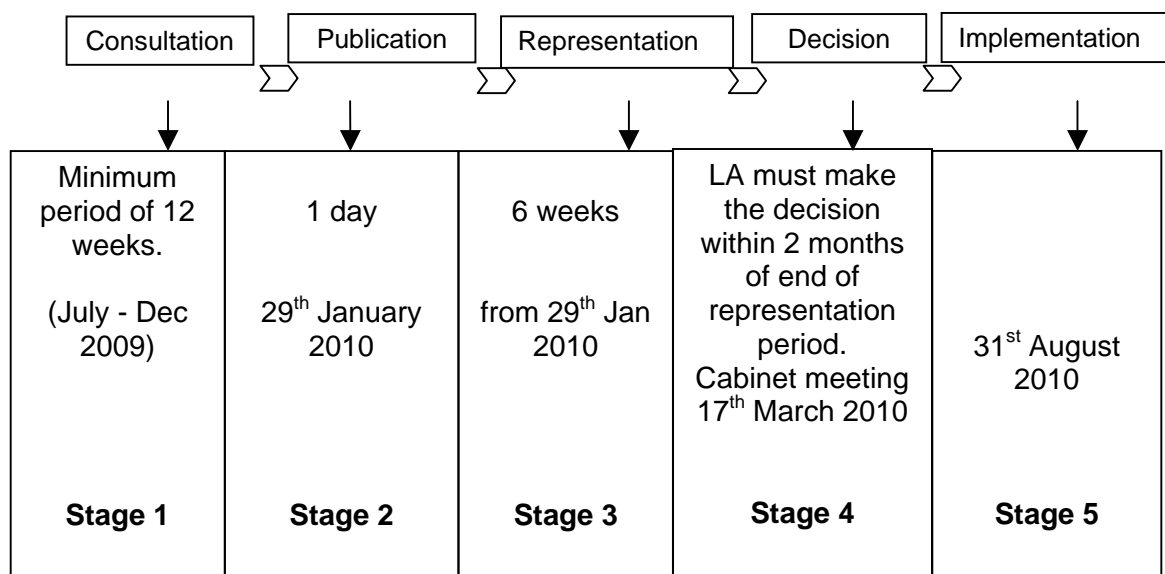 Consultation
Publication
Representation
Decision
Implementation
Minimum
period of 12
weeks.
(July - Dec
2009)
Stage 1
1 day
29th January
2010
Stage 2
6 weeks
from 29th Jan
2010
Stage 3
LA must make
the decision
within 2 months
of end of
representation
period.
Cabinet meeting
17th March 2010
Stage 4
31st August
2010
Stage 5